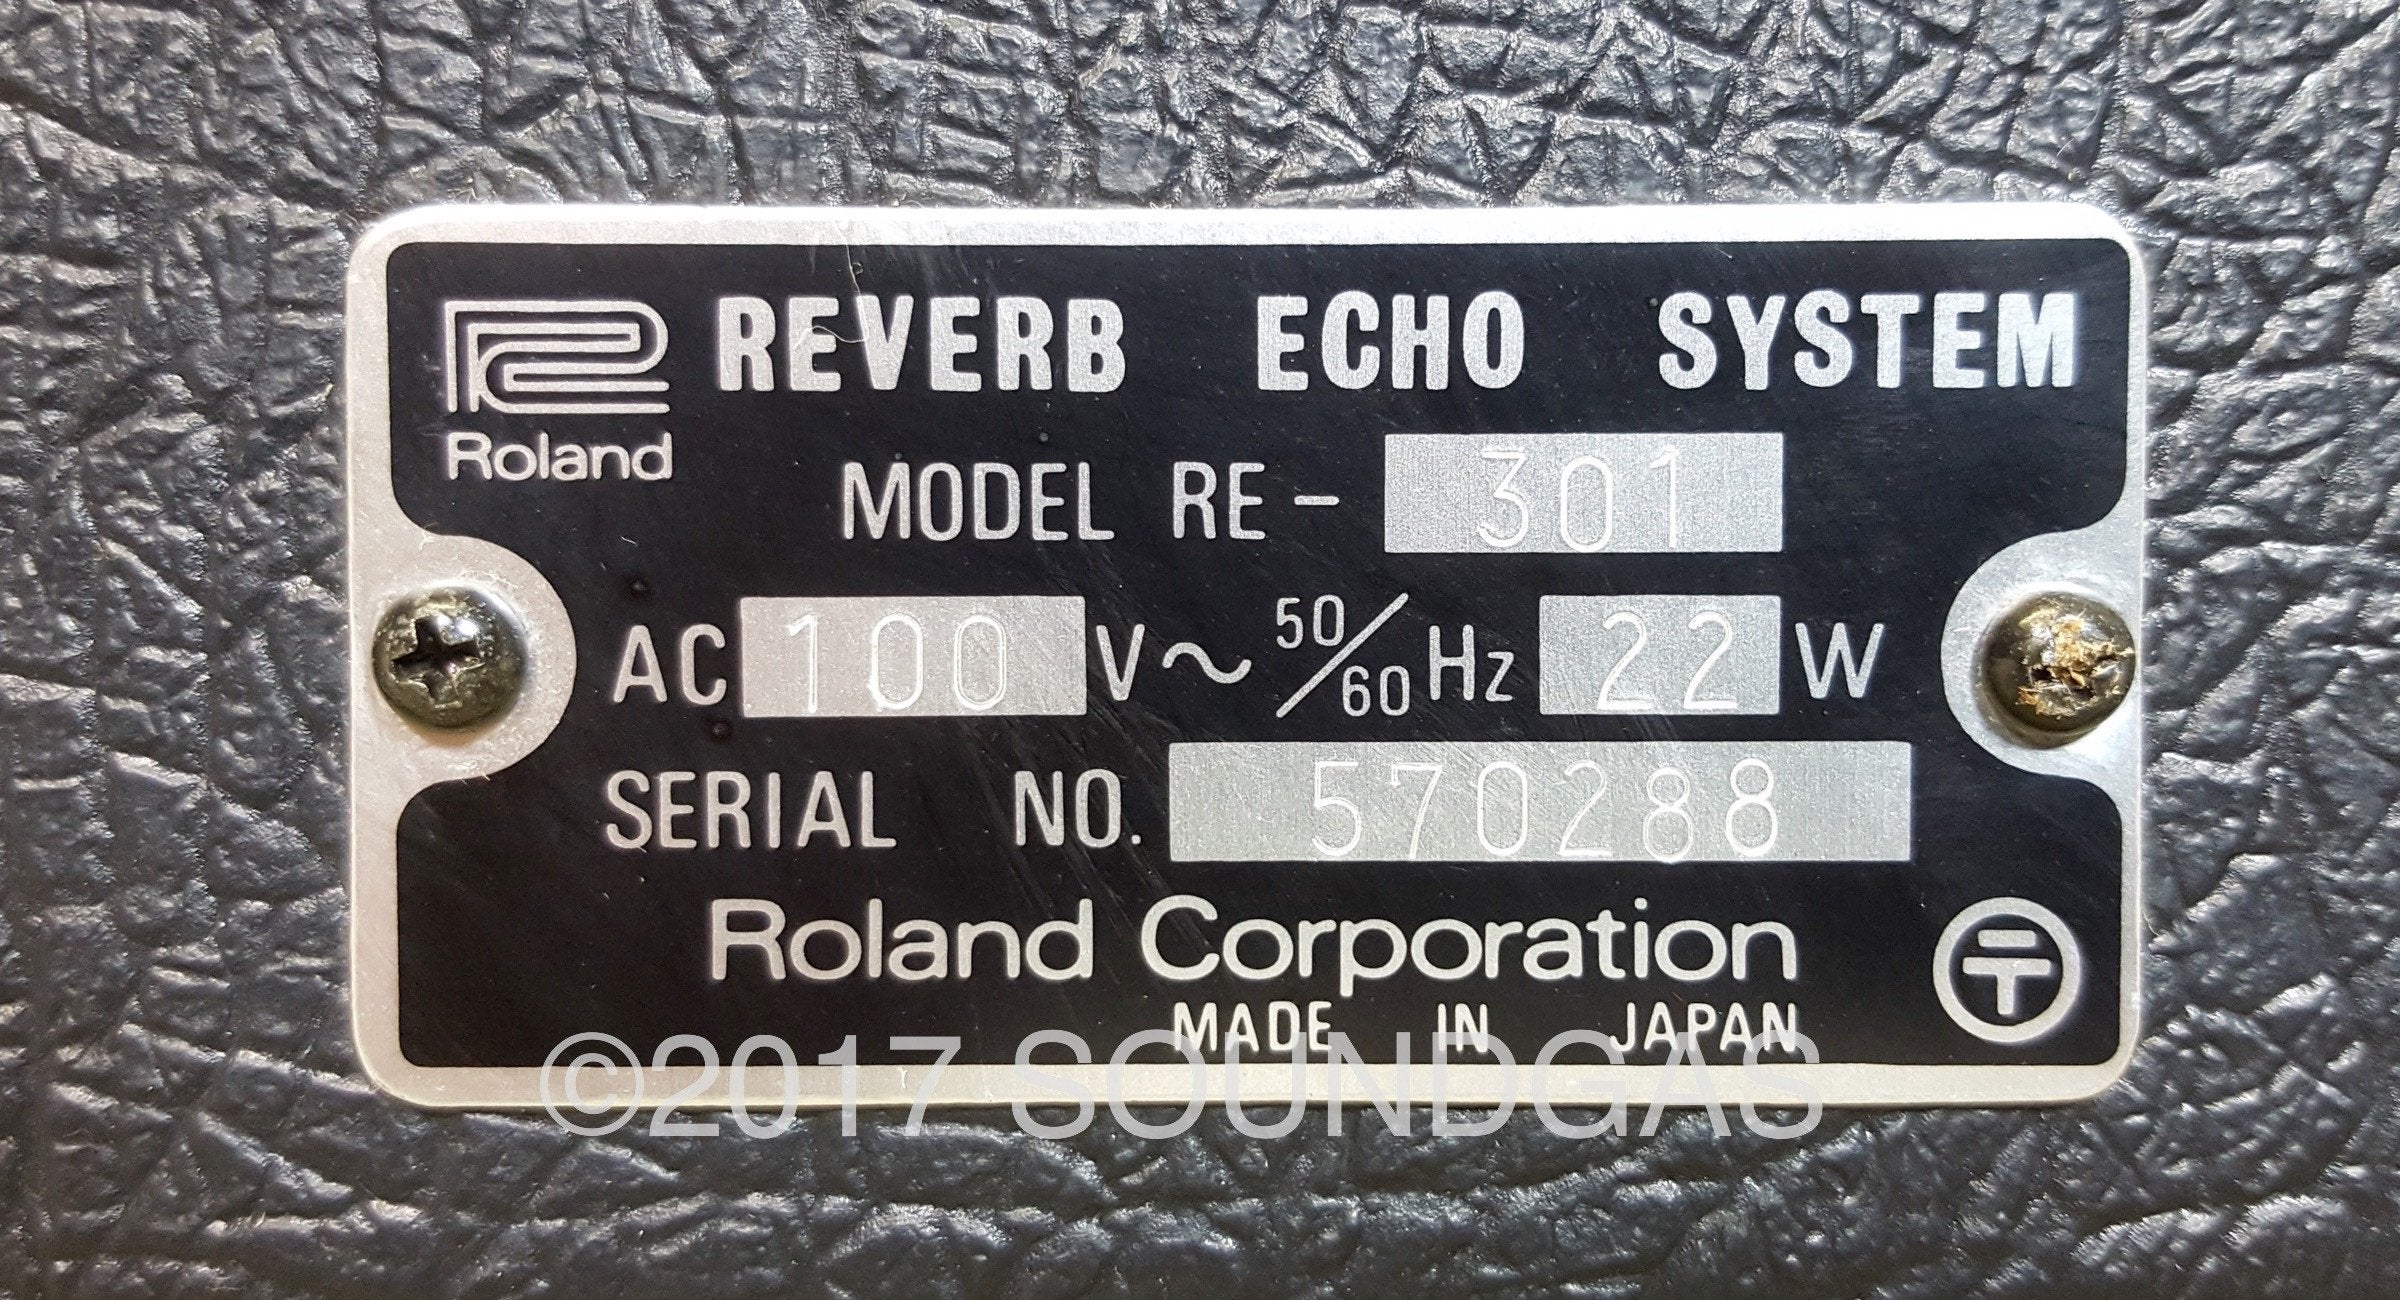 REVERB ECHO SYSTEM
Roland
MODEL RE - 301
AC 100 V ~ 50/60 Hz 22 W
SERIAL NO. 570288
Roland Corporation
〒
MADE IN JAPAN
©2017 SOUNDGAS